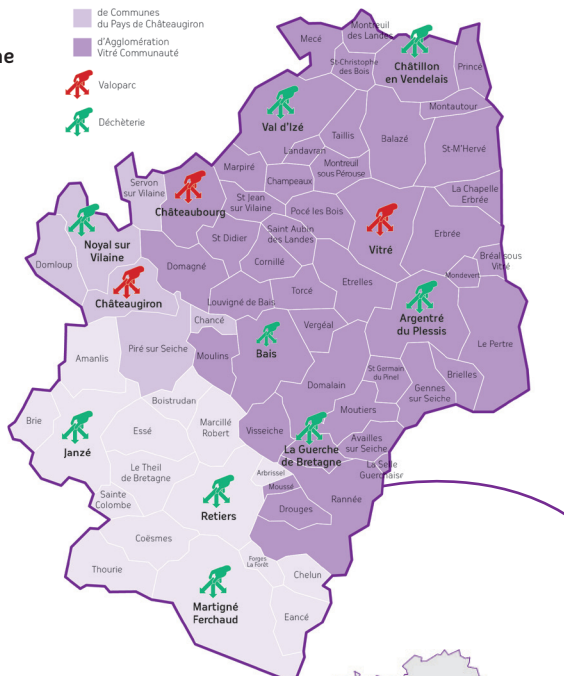 de Communes
du Pays de Châteaugiron
d'Agglomération
Vitré Communauté
Valoparc
Déchèterie
Mecé
Montreuil
des Landes
St-Christophe
des Bois
Châtillon
en Vendelais
Princé
Montautour
Val d'Izé
Taillis
Balazé
St-M'Hervé
Landavran
Montreuil
sous Pérouse
Marpiré
Champeaux
Servon
sur Vilaine
Châteaubourg
St Jean
sur Vilaine
Pocé les Bois
La Chapelle
Erbrée
Vitré
Erbrée
Noyal sur
Vilaine
St Didier
Saint Aubin
des Landes
Bréal sous
Vitré
Domloup
Domagné
Cornillé
Mondevert
Châteaugiron
Louvigné de Bais
Torcé
Etrelles
Argentré
du Plessis
Chancé
Vergéal
Le Pertre
Amanlis
Piré sur Seiche
Moulins
Bais
St Germain
du Pinel
Brielles
Domalain
Gennes
sur Seiche
Boistrudan
Moutiers
Brie
Janzé
Essé
Marcillé
Robert
Visseiche
La Guerche
de Bretagne
Availles
sur Seiche
La Selle
Guerchaise
Le Theil
de Bretagne
Arbrissel
Moussé
Rannée
Sainte
Colombe
Retiers
Drouges
Coësmes
Forges
La Forêt
Thourie
Chelun
Martigné
Ferchaud
Eancé